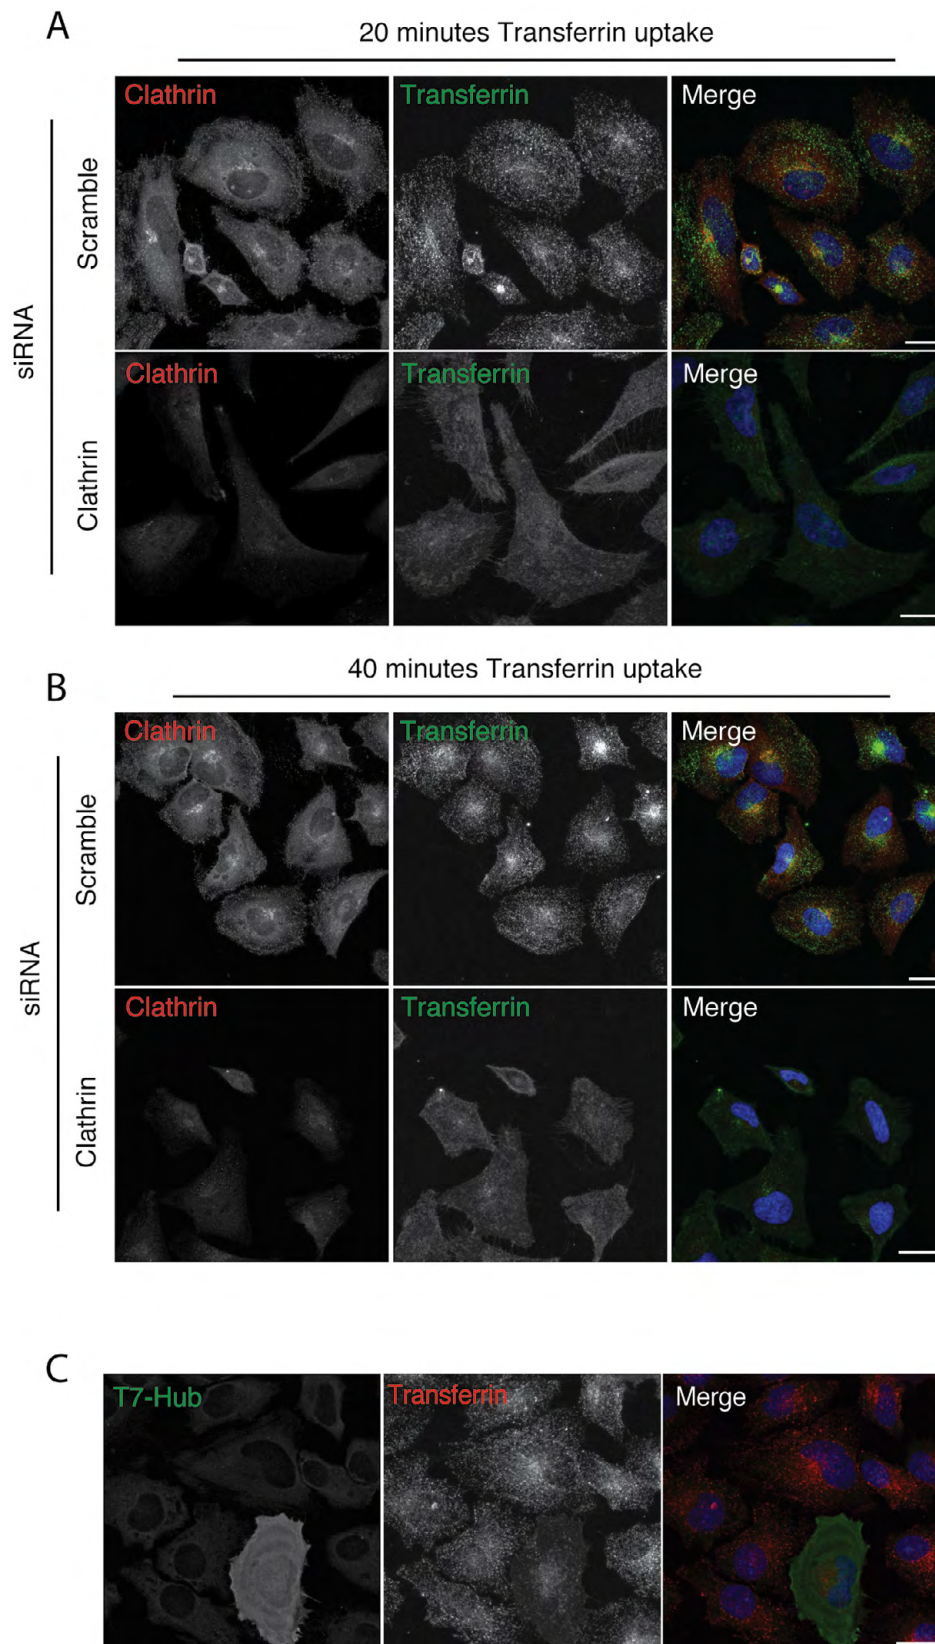 A
20 minutes Transferrin uptake
Clathrin
Transferrin
Merge
Scramble
Clathrin
Transferrin
Merge
Clathrin
siRNA
B
40 minutes Transferrin uptake
Clathrin
Transferrin
Merge
Scramble
Clathrin
Transferrin
Merge
Clathrin
siRNA
C
T7-Hub
Transferrin
Merge